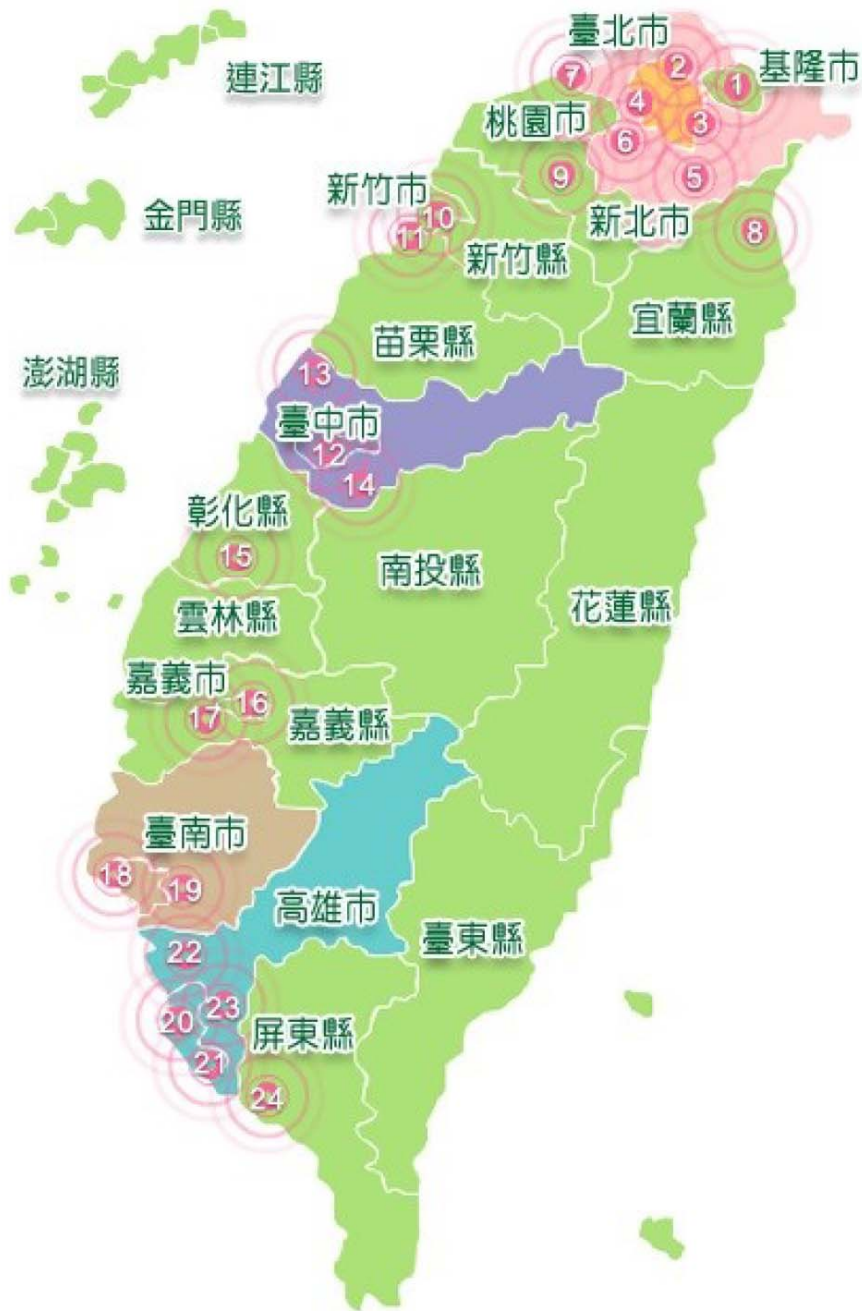 臺北市
連江縣
基隆市
7
2
1
4
3
桃園市
6
9
5
新竹市
金門縣
10
11
新北市
8
新竹縣
宜蘭縣
苗栗縣
澎湖縣
13
臺中市
12
14
彰化縣
15
南投縣
花蓮縣
雲林縣
嘉義市
16
17
嘉義縣
臺南市
18
19
高雄市
臺東縣
22
23
20
屏東縣
21
24